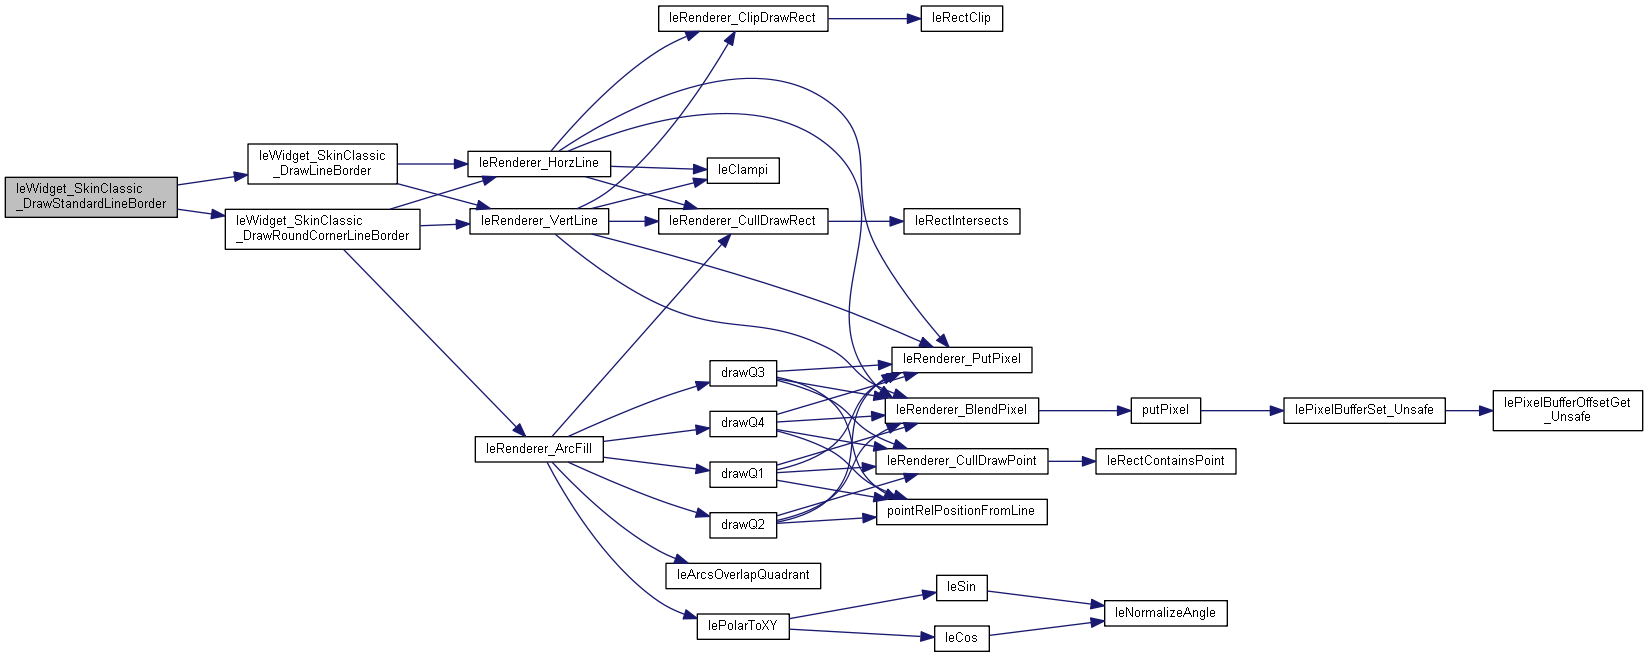 leWidget_SkinClassic
_DrawStandardLineBorder
leWidget_SkinClassic
_DrawLineBorder
leWidget_SkinClassic
_DrawRoundCornerLineBorder
leRenderer_HorzLine
leRenderer_VertLine
leRenderer_ArcFill
leRenderer_ClipDrawRect
leClampi
leRenderer_CullDrawRect
drawQ3
drawQ4
drawQ1
drawQ2
leArcsOverlapQuadrant
lePolarToXY
leRectClip
leRectIntersects
leRenderer_PutPixel
leRenderer_BlendPixel
leRenderer_CullDrawPoint
pointRelPositionFromLine
leSin
leCos
putPixel
leRectContainsPoint
leNormalizeAngle
lePixelBufferSet_Unsafe
lePixelBufferOffsetGet
_Unsafe